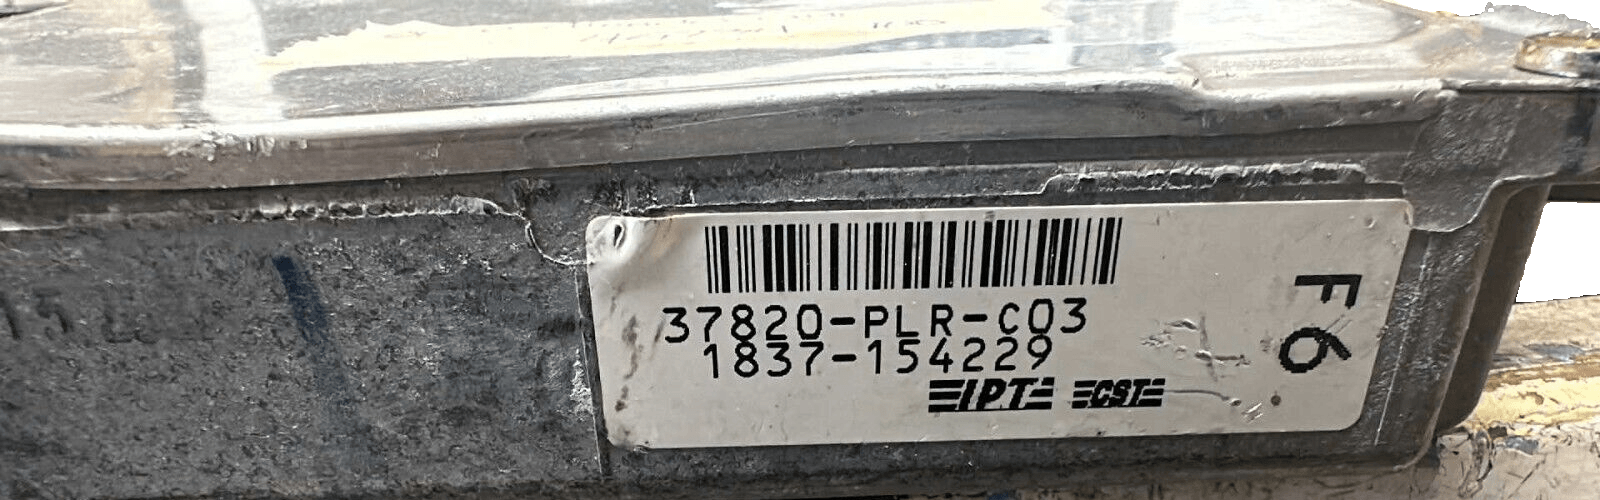 37820-PLR-C03
1837-154229
IPT CST
F6